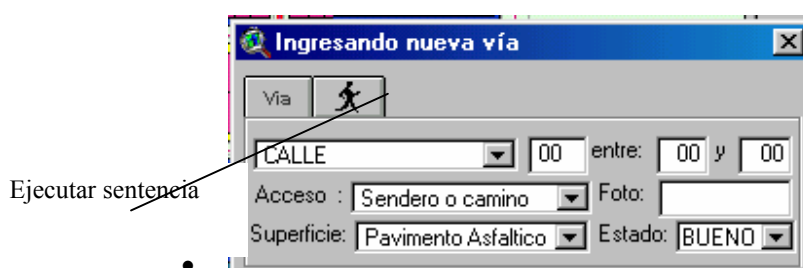 Ingresando nueva vía
Via
CALLE 00 entre: 00 y 00
Ejecutar sentencia
Acceso : Sendero o camino Foto:
Superficie: Pavimento Asfaltico Estado: BUENO